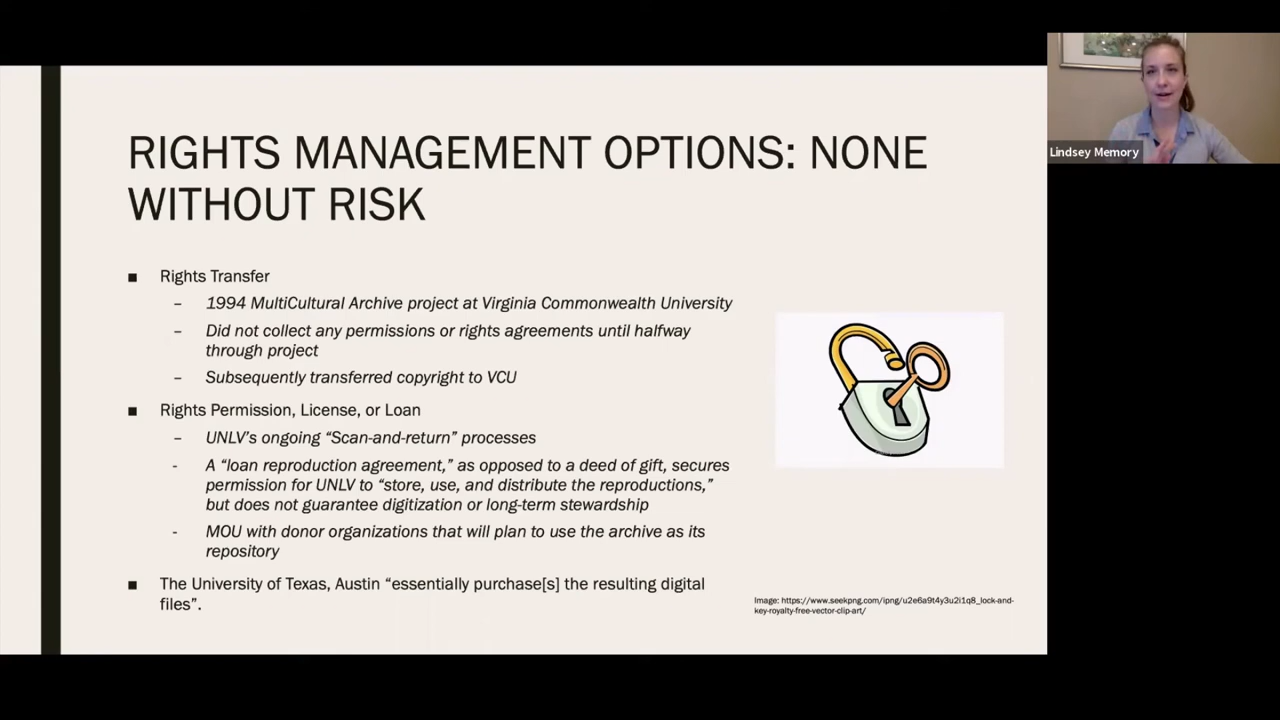 RIGHTS MANAGEMENT OPTIONS: NONE
WITHOUT RISK
■ Rights Transfer
– 1994 MultiCultural Archive project at Virginia Commonwealth University
– Did not collect any permissions or rights agreements until halfway
through project
– Subsequently transferred copyright to VCU
■ Rights Permission, License, or Loan
– UNLV's ongoing “Scan-and-return” processes
- A “loan reproduction agreement,” as opposed to a deed of gift, secures
permission for UNLV to “store, use, and distribute the reproductions,”
but does not guarantee digitization or long-term stewardship
- MOU with donor organizations that will plan to use the archive as its
repository
■ The University of Texas, Austin “essentially purchase[s] the resulting digital
files”.
Image: https://www.seekpng.com/ipng/u2e6a9t4y3u2i1q8_lock-and-
key-royalty-free-vector-clip-art/
Lindsey Memory